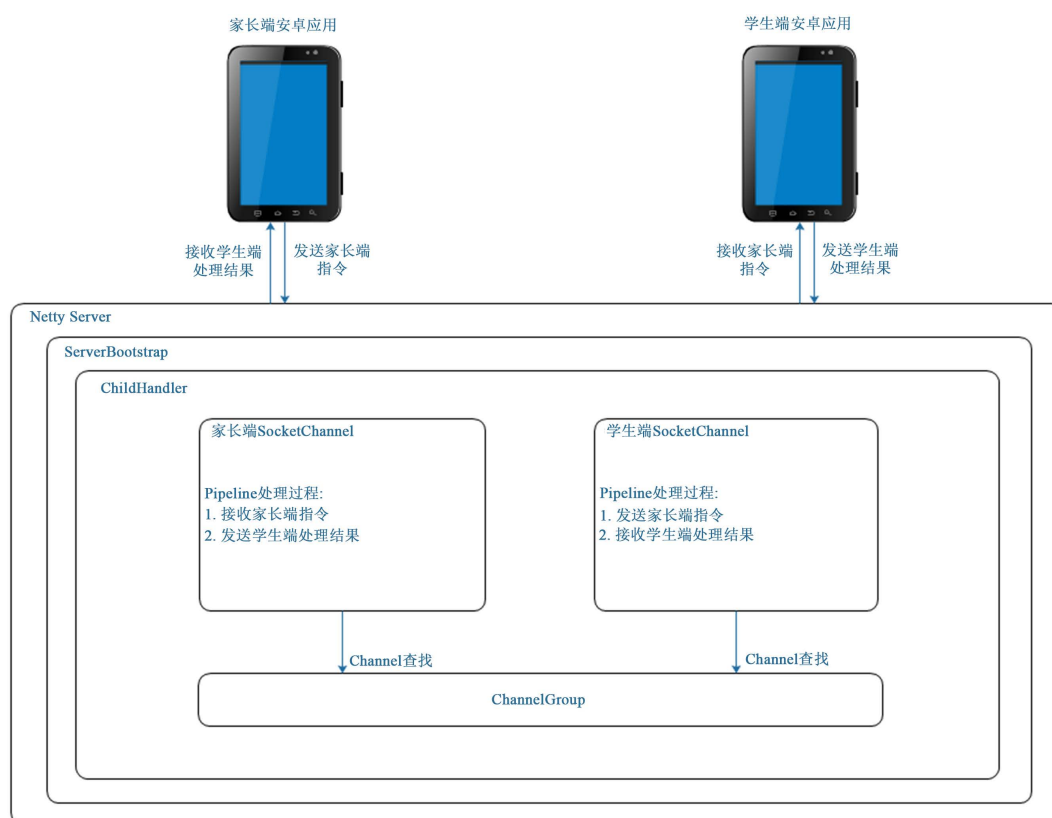 家长端安卓应用
学生端安卓应用
接收学生端
处理结果
发送家长端
指令
接收家长端
指令
发送学生端
处理结果
Netty Server
ServerBootstrap
ChildHandler
家长端SocketChannel
Pipeline处理过程:
1. 接收家长端指令
2. 发送学生端处理结果
学生端SocketChannel
Pipeline处理过程:
1. 发送家长端指令
2. 接收学生端处理结果
Channel查找
Channel查找
ChannelGroup